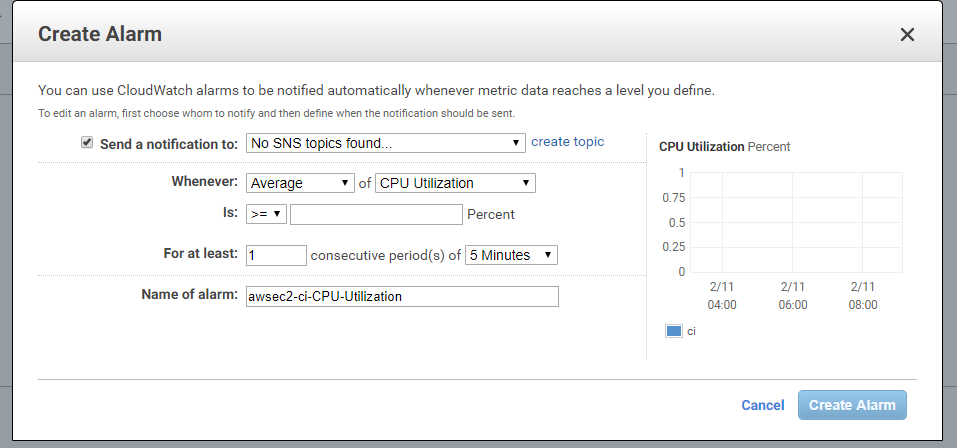 Create Alarm
You can use CloudWatch alarms to be notified automatically whenever metric data reaches a level you define.
To edit an alarm, first choose whom to notify and then define when the notification should be sent.
Send a notification to: No SNS topics found... create topic
Whenever: Average of CPU Utilization
Is: >= Percent
For at least: 1 consecutive period(s) of 5 Minutes
Name of alarm: awsec2-ci-CPU-Utilization
CPU Utilization Percent
1
0.75
0.5
0.25
0
2/11 2/11 2/11
04:00 06:00 08:00
ci
Cancel Create Alarm